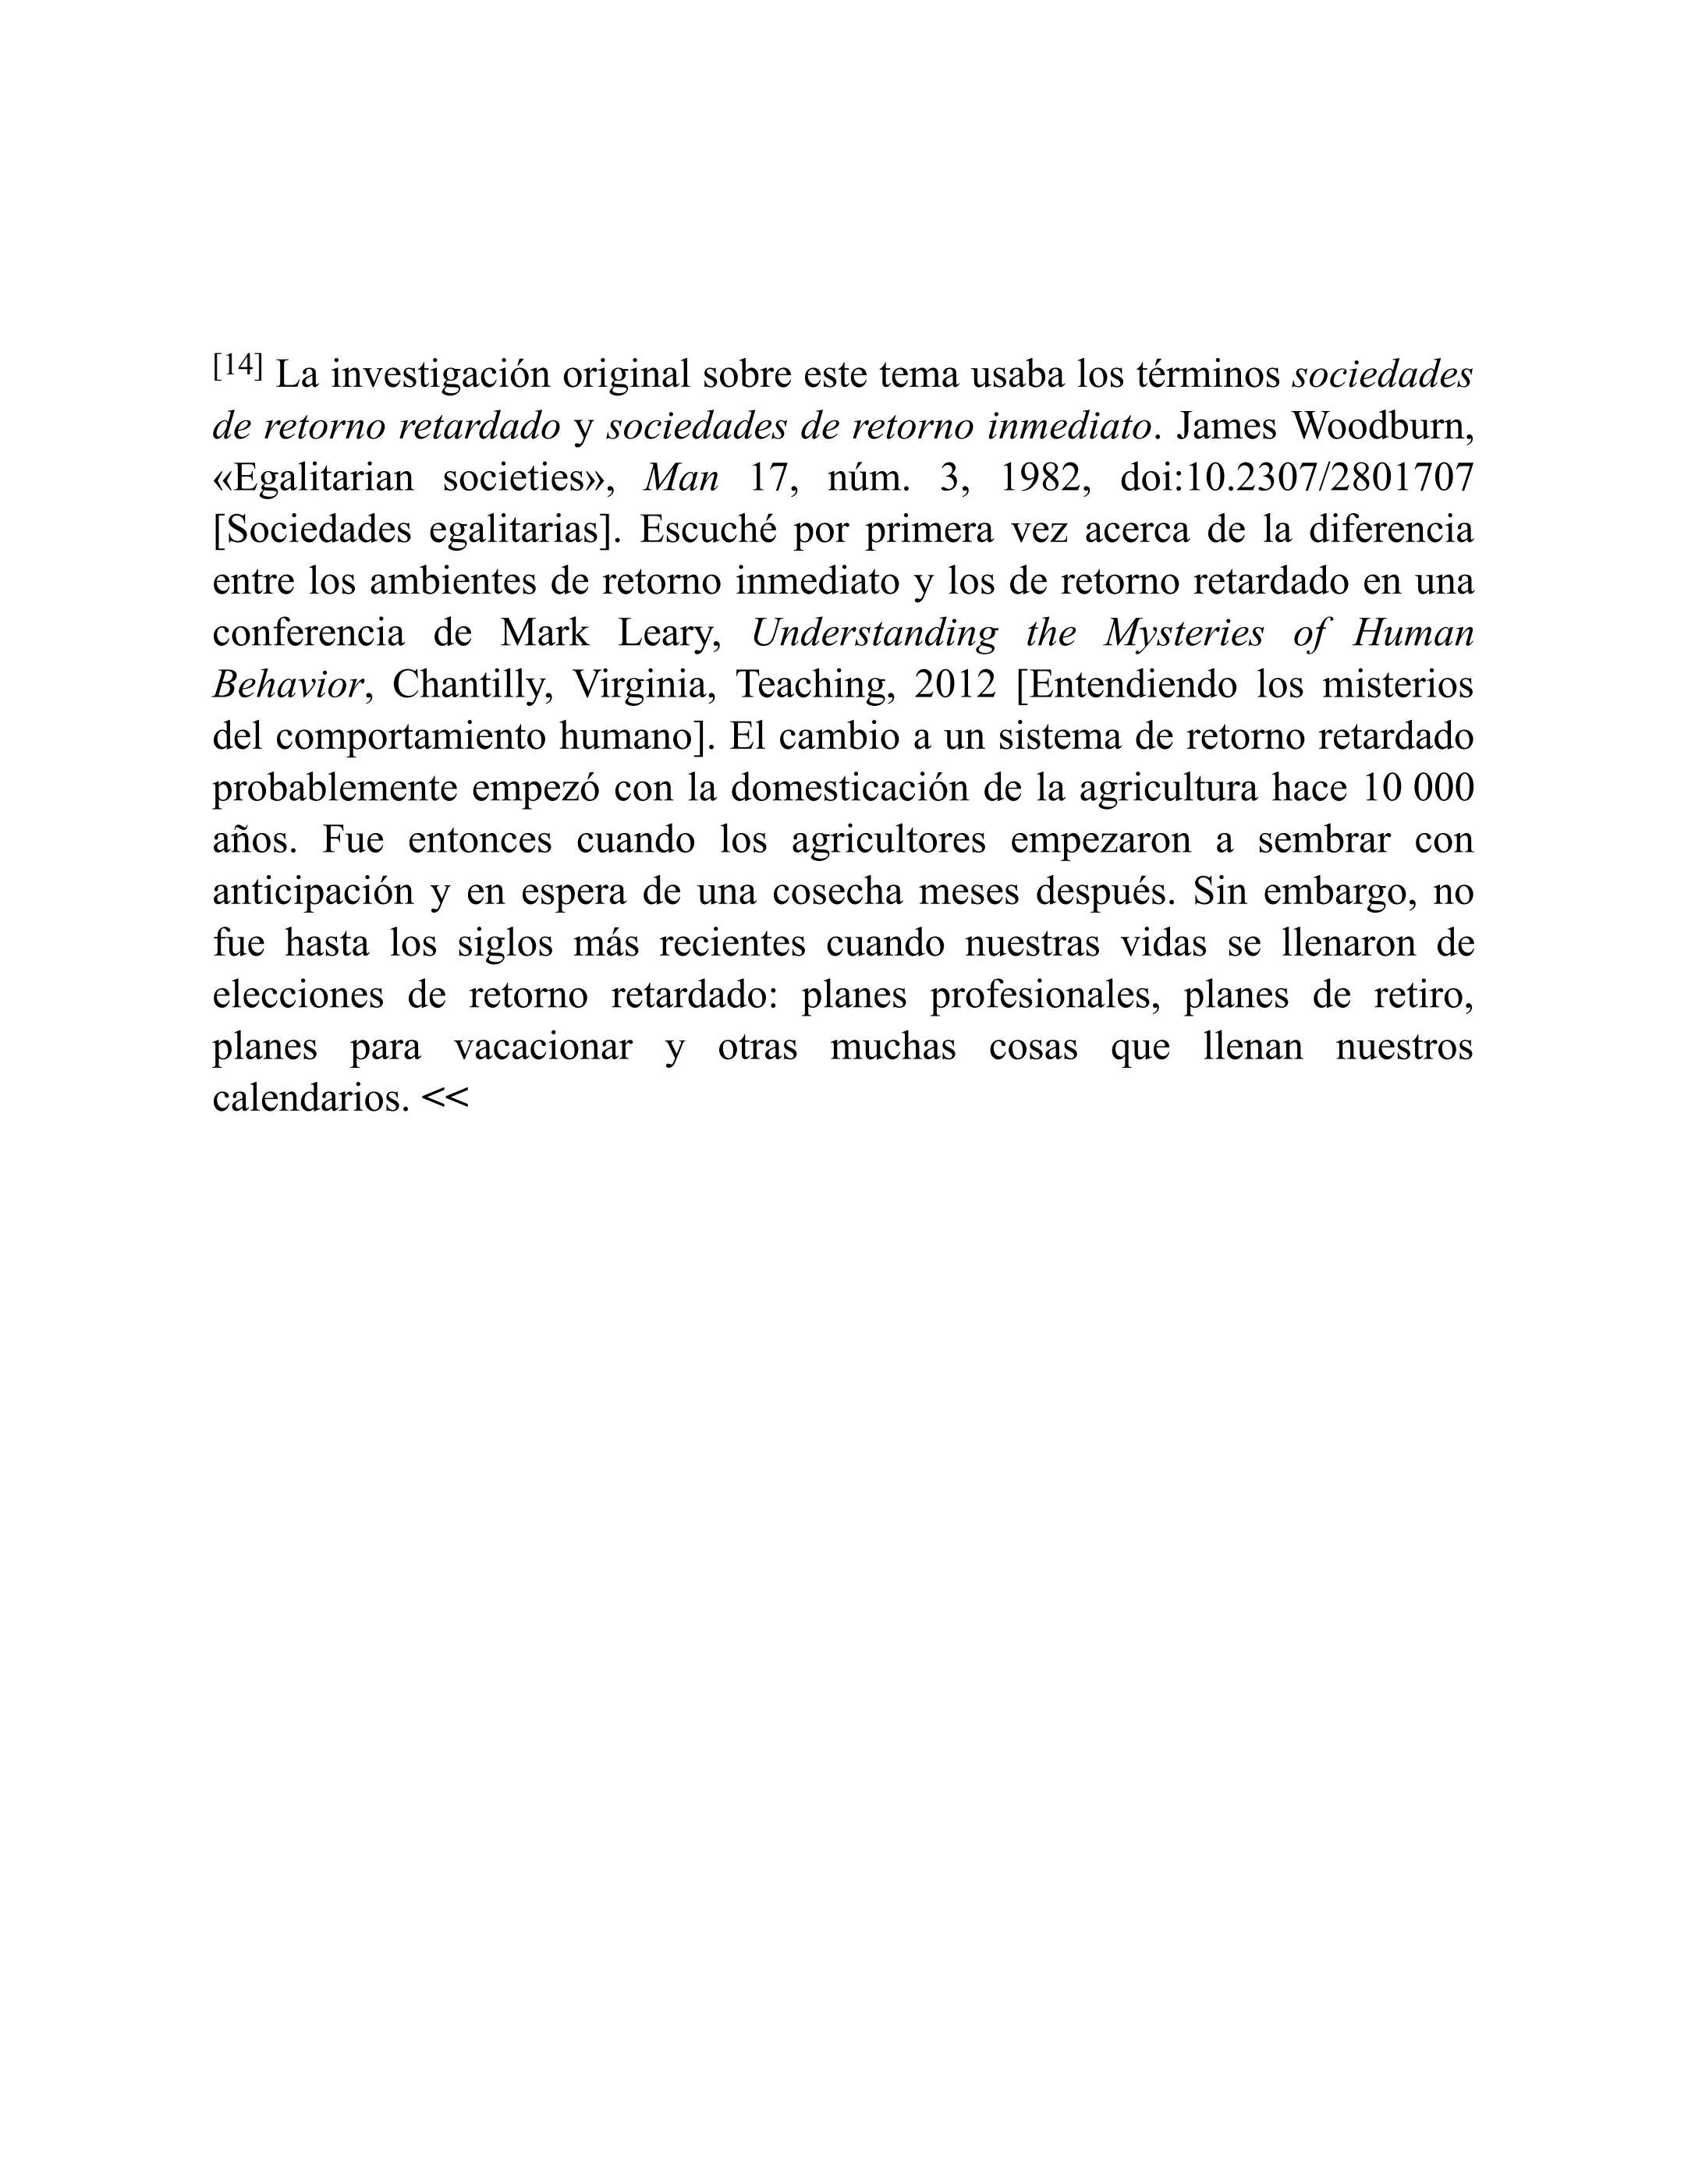 [14] La investigación original sobre este tema usaba los términos sociedades
de retorno retardado y sociedades de retorno inmediato. James Woodburn,
«Egalitarian societies», Man 17, núm. 3, 1982, doi:10.2307/2801707
[Sociedades egalitarias]. Escuché por primera vez acerca de la diferencia
entre los ambientes de retorno inmediato y los de retorno retardado en una
conferencia de Mark Leary, Understanding the Mysteries of Human
Behavior, Chantilly, Virginia, Teaching, 2012 [Entendiendo los misterios
del comportamiento humano]. El cambio a un sistema de retorno retardado
probablemente empezó con la domesticación de la agricultura hace 10 000
años. Fue entonces cuando los agricultores empezaron a sembrar con
anticipación y en espera de una cosecha meses después. Sin embargo, no
fue hasta los siglos más recientes cuando nuestras vidas se llenaron de
elecciones de retorno retardado: planes profesionales, planes de retiro,
planes para vacacionar y otras muchas cosas que llenan nuestros
calendarios. <<